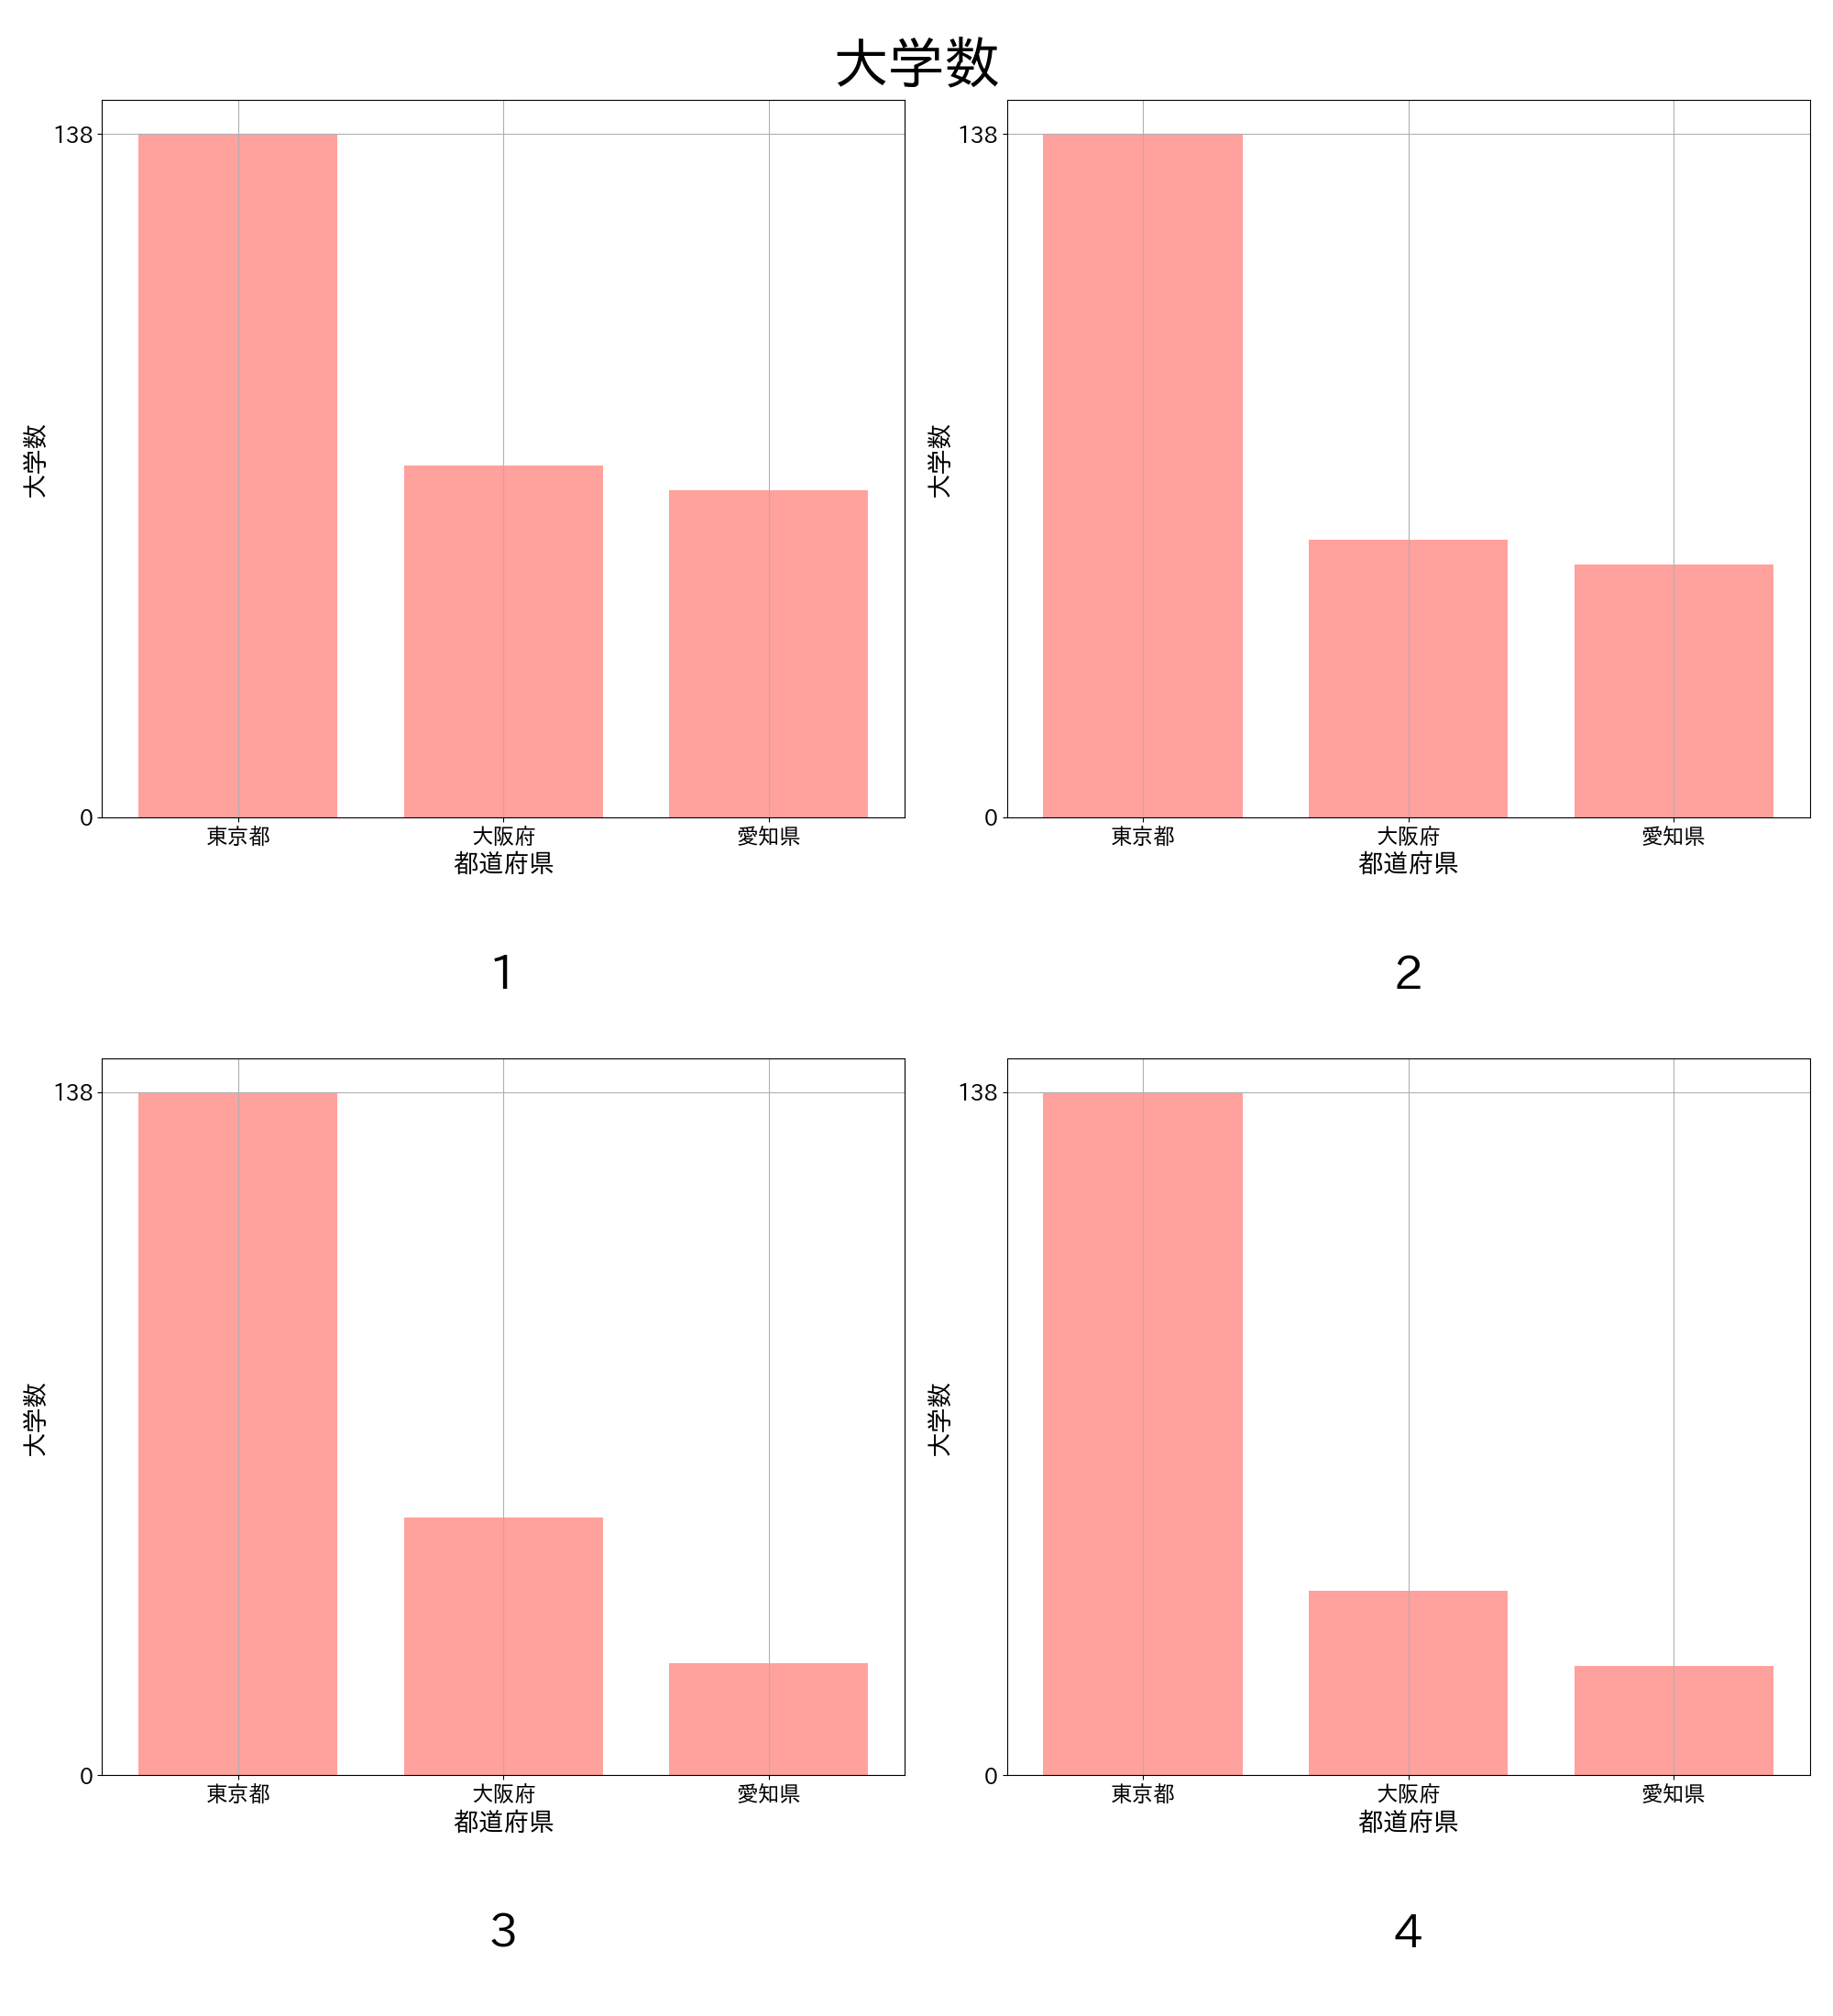 大学数
138
0
大学数
東京都 大阪府 愛知県
都道府県
1
138
0
大学数
東京都 大阪府 愛知県
都道府県
2
138
0
大学数
東京都 大阪府 愛知県
都道府県
3
138
0
大学数
東京都 大阪府 愛知県
都道府県
4